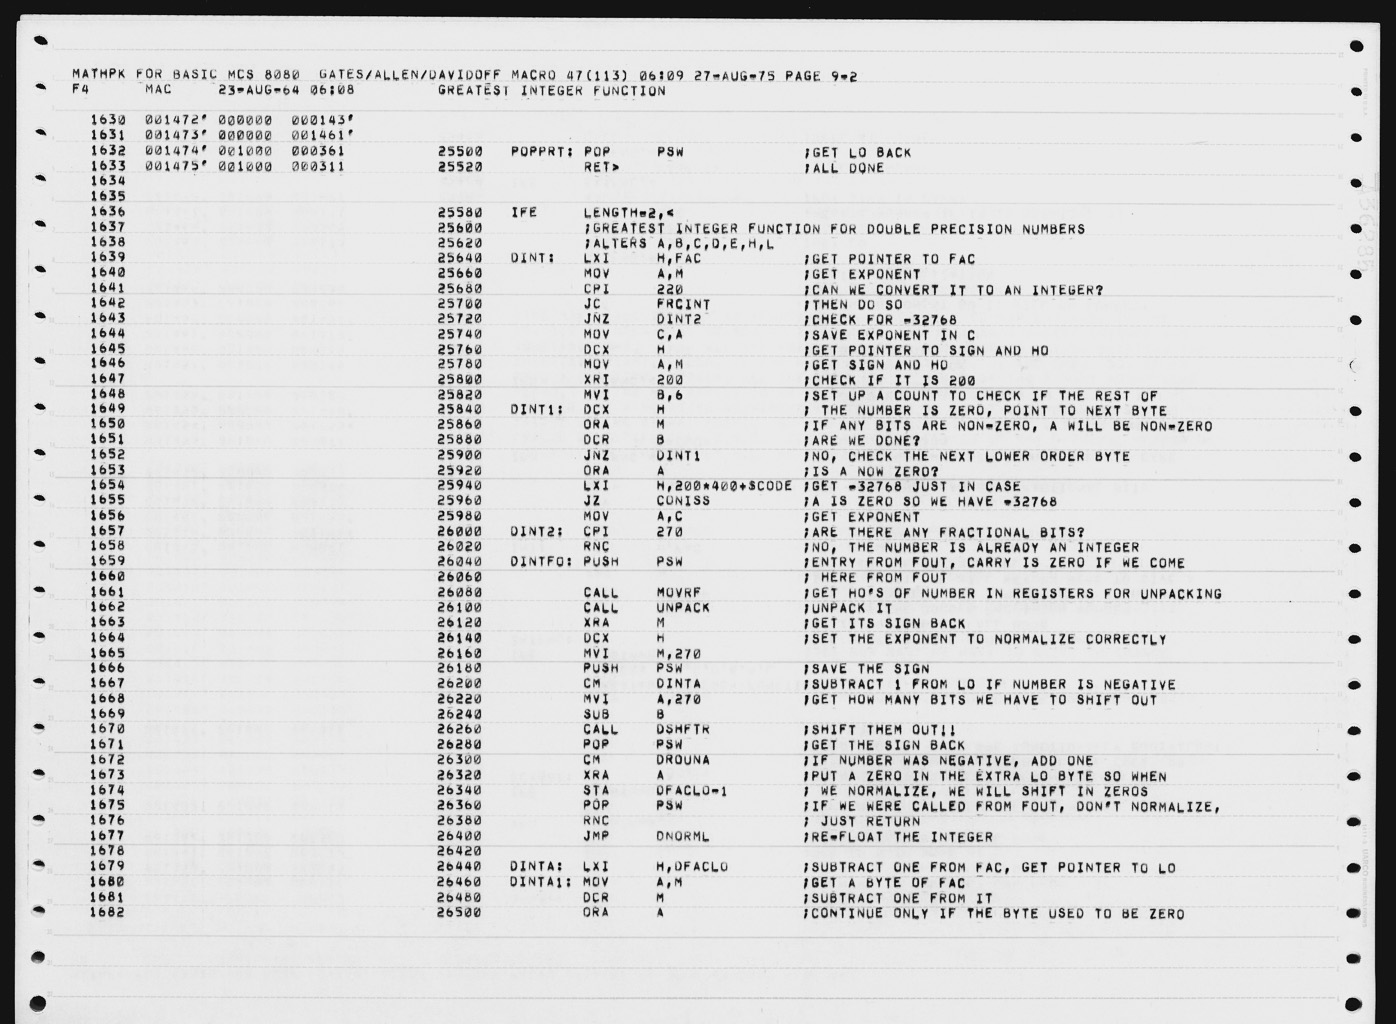 MATHPK FOR BASIC MCS 8080  GATES/ALLEN/DAVIDOFF MACRO 47(113) 06:09 27-AUG-75 PAGE 9-2
F4      MAC     23-AUG-64 06:08         GREATEST INTEGER FUNCTION
1630  001472' 000000  000143'
1631  001473' 000000  001461'
1632  001474' 001000  000361          25500   POPPRT: POP     PSW             ;GET LO BACK
1633  001475' 001000  000311          25520           RET>                    ;ALL DONE
1634
1635
1636                                  25580   IFE     LENGTH-2,<
1637                                  25600           ;GREATEST INTEGER FUNCTION FOR DOUBLE PRECISION NUMBERS
1638                                  25620           ;ALTERS A,B,C,D,E,H,L
1639                                  25640   DINT:   LXI     H,FAC           ;GET POINTER TO FAC
1640                                  25660           MOV     A,M             ;GET EXPONENT
1641                                  25680           CPI     220             ;CAN WE CONVERT IT TO AN INTEGER?
1642                                  25700           JC      FRCINT          ;THEN DO SO
1643                                  25720           JNZ     DINT2           ;CHECK FOR -32768
1644                                  25740           MOV     C,A             ;SAVE EXPONENT IN C
1645                                  25760           DCX     H               ;GET POINTER TO SIGN AND HO
1646                                  25780           MOV     A,M             ;GET SIGN AND HO
1647                                  25800           XRI     200             ;CHECK IF IT IS 200
1648                                  25820           MVI     B,6             ;SET UP A COUNT TO CHECK IF THE REST OF
1649                                  25840   DINT1:  DCX     H               ; THE NUMBER IS ZERO, POINT TO NEXT BYTE
1650                                  25860           ORA     M               ;IF ANY BITS ARE NON-ZERO, A WILL BE NON-ZERO
1651                                  25880           DCR     B               ;ARE WE DONE?
1652                                  25900           JNZ     DINT1           ;NO, CHECK THE NEXT LOWER ORDER BYTE
1653                                  25920           ORA     A               ;IS A NOW ZERO?
1654                                  25940           LXI     H,200*400+$CODE ;GET -32768 JUST IN CASE
1655                                  25960           JZ      CONISS          ;A IS ZERO SO WE HAVE -32768
1656                                  25980           MOV     A,C             ;GET EXPONENT
1657                                  26000   DINT2:  CPI     270             ;ARE THERE ANY FRACTIONAL BITS?
1658                                  26020           RNC                     ;NO, THE NUMBER IS ALREADY AN INTEGER
1659                                  26040   DINTFO: PUSH    PSW             ;ENTRY FROM FOUT, CARRY IS ZERO IF WE COME
1660                                  26060                                   ; HERE FROM FOUT
1661                                  26080           CALL    MOVRF           ;GET HO'S OF NUMBER IN REGISTERS FOR UNPACKING
1662                                  26100           CALL    UNPACK          ;UNPACK IT
1663                                  26120           XRA     M               ;GET ITS SIGN BACK
1664                                  26140           DCX     H               ;SET THE EXPONENT TO NORMALIZE CORRECTLY
1665                                  26160           MVI     M,270
1666                                  26180           PUSH    PSW             ;SAVE THE SIGN
1667                                  26200           CM      DINTA           ;SUBTRACT 1 FROM LO IF NUMBER IS NEGATIVE
1668                                  26220           MVI     A,270           ;GET HOW MANY BITS WE HAVE TO SHIFT OUT
1669                                  26240           SUB     B
1670                                  26260           CALL    DSHFTR          ;SHIFT THEM OUT!!
1671                                  26280           POP     PSW             ;GET THE SIGN BACK
1672                                  26300           CM      DROUNA          ;IF NUMBER WAS NEGATIVE, ADD ONE
1673                                  26320           XRA     A               ;PUT A ZERO IN THE EXTRA LO BYTE SO WHEN
1674                                  26340           STA     DFACLO-1        ; WE NORMALIZE, WE WILL SHIFT IN ZEROS
1675                                  26360           POP     PSW             ;IF WE WERE CALLED FROM FOUT, DON'T NORMALIZE,
1676                                  26380           RNC                     ; JUST RETURN
1677                                  26400           JMP     DNORML          ;RE-FLOAT THE INTEGER
1678                                  26420
1679                                  26440   DINTA:  LXI     H,DFACLO        ;SUBTRACT ONE FROM FAC, GET POINTER TO LO
1680                                  26460   DINTA1: MOV     A,M             ;GET A BYTE OF FAC
1681                                  26480           DCR     M               ;SUBTRACT ONE FROM IT
1682                                  26500           ORA     A               ;CONTINUE ONLY IF THE BYTE USED TO BE ZERO